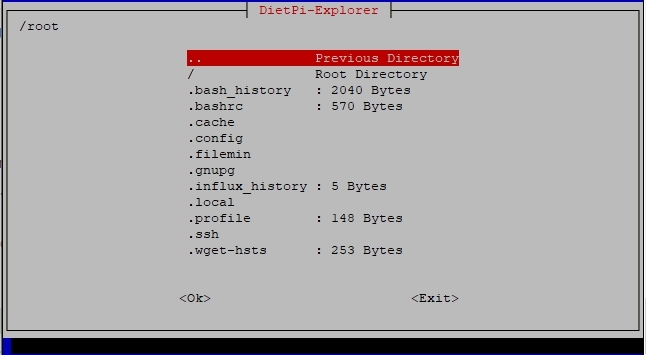 DietPi-Explorer
/root
.. Previous Directory
/ Root Directory
.bash_history : 2040 Bytes
.bashrc : 570 Bytes
.cache
.config
.filemin
.gnupg
.influx_history : 5 Bytes
.local
.profile : 148 Bytes
.ssh
.wget-hsts : 253 Bytes
<Ok> <Exit>